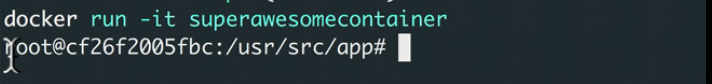 docker run -it superawesomecontainer
root@cf26f2005fbc:/usr/src/app#